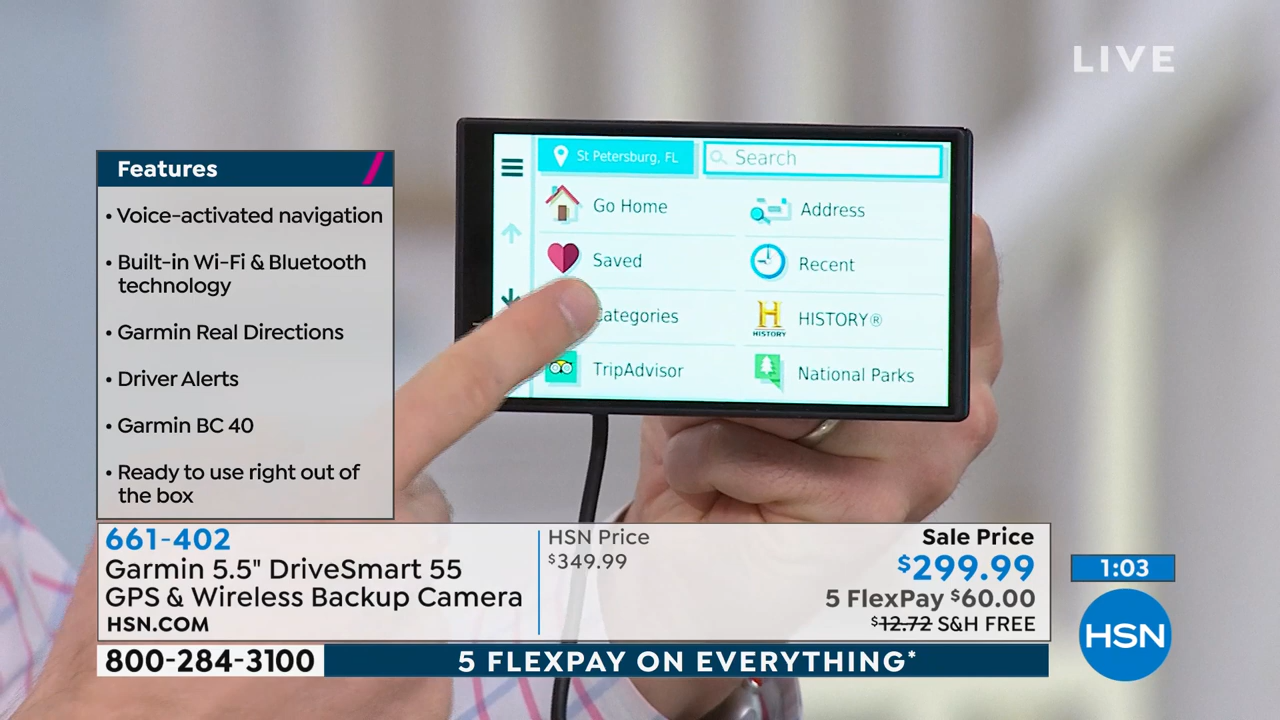 LIVE
Features
• Voice-activated navigation
• Built-in Wi-Fi & Bluetooth
technology
• Garmin Real Directions
• Driver Alerts
• Garmin BC 40
• Ready to use right out of
the box
St Petersburg, FL
Search
Go Home
Address
Saved
Recent
ategories
HISTORY®
H
HISTORY
TripAdvisor
National Parks
661-402
Garmin 5.5" DriveSmart 55
GPS & Wireless Backup Camera
HSN.COM
HSN Price
$349.99
Sale Price
$299.99
5 FlexPay $60.00
$12.72 S&H FREE
1:03
HSN
800-284-3100
5 FLEXPAY ON EVERYTHING*